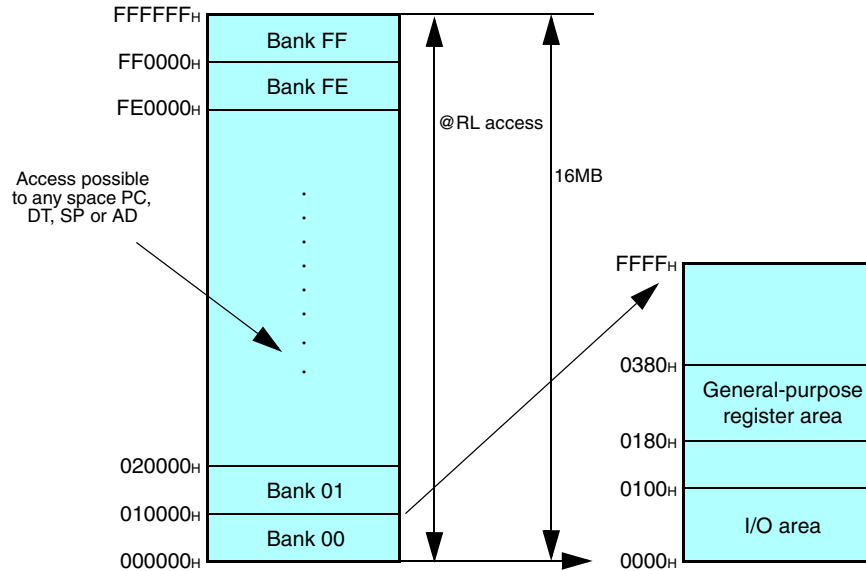 FFFFFFH
Bank FF
FF0000H
Bank FE
FE0000H
@RL access
16MB
Access possible
to any space PC,
DT, SP or AD
020000H
Bank 01
010000H
Bank 00
000000H
FFFFH
0380H
General-purpose
register area
0180H
0100H
I/O area
0000H